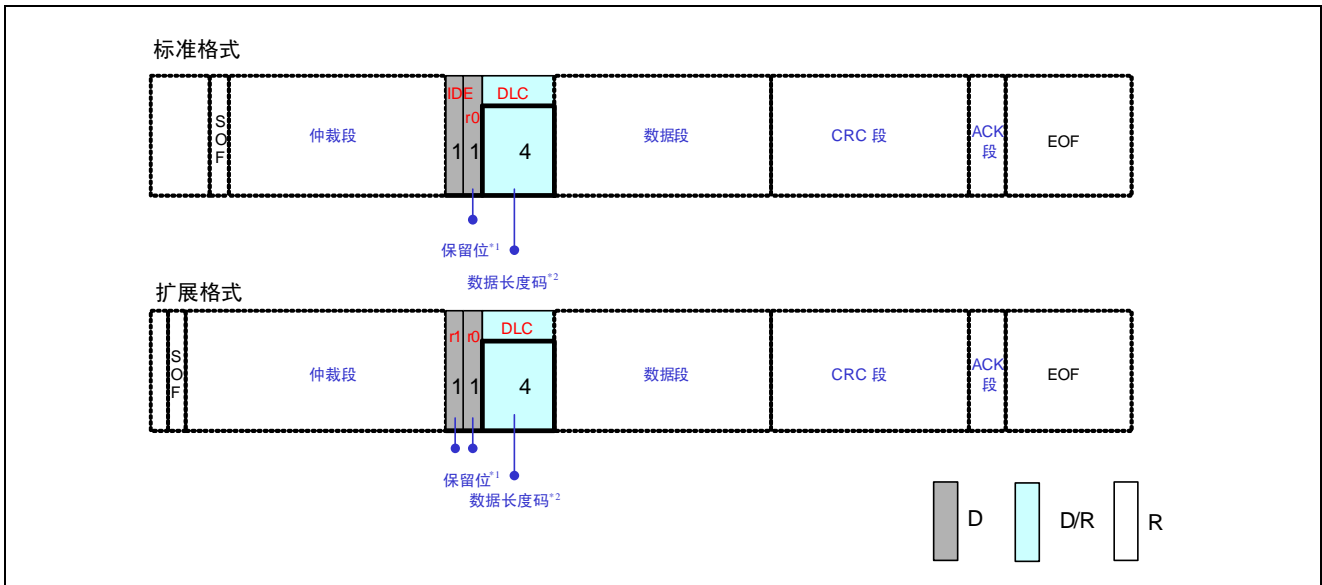 标准格式
SOF 仲裁段 IDE r0 DLC 数据段 CRC 段 ACK 段 EOF
1 1 4
保留位*1
数据长度码*2
扩展格式
SOF 仲裁段 r1 r0 DLC 数据段 CRC 段 ACK 段 EOF
1 1 4
保留位*1
数据长度码*2
D D/R R